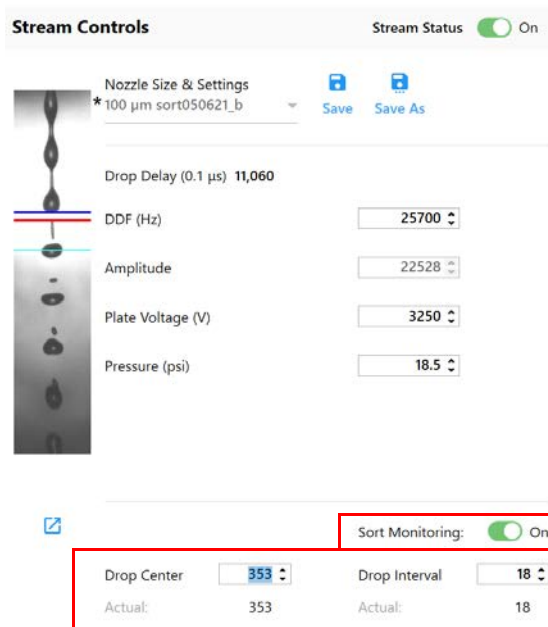 Stream Controls Stream Status On
Nozzle Size & Settings
* 100 µm sort050621_b Save Save As
Drop Delay (0.1 µs) 11,060
DDF (Hz) 25700
Amplitude 22528
Plate Voltage (V) 3250
Pressure (psi) 18.5
Sort Monitoring: On
Drop Center 353 Drop Interval 18
Actual: 353 Actual: 18